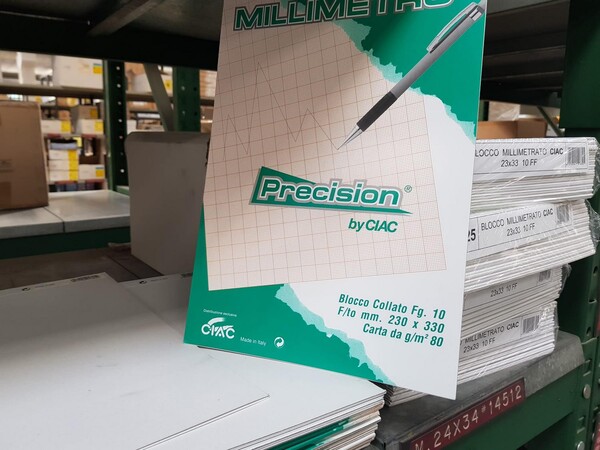 MILLIMETRO
Precision®
by CIAC
Blocco Collato Fg. 10
F/to mm. 230 x 330
Carta da g/m² 80
CIAC
Made in Italy
BLOCCO MILLIMETRATO CIAC
23x33 10 FF
25
BLOCCO MILLIMETRATO CIAC
23x33 10 FF
23x33 10 FF
MILLIMETRATO CIAC
23x33 10 FF
M. 24X34*14512